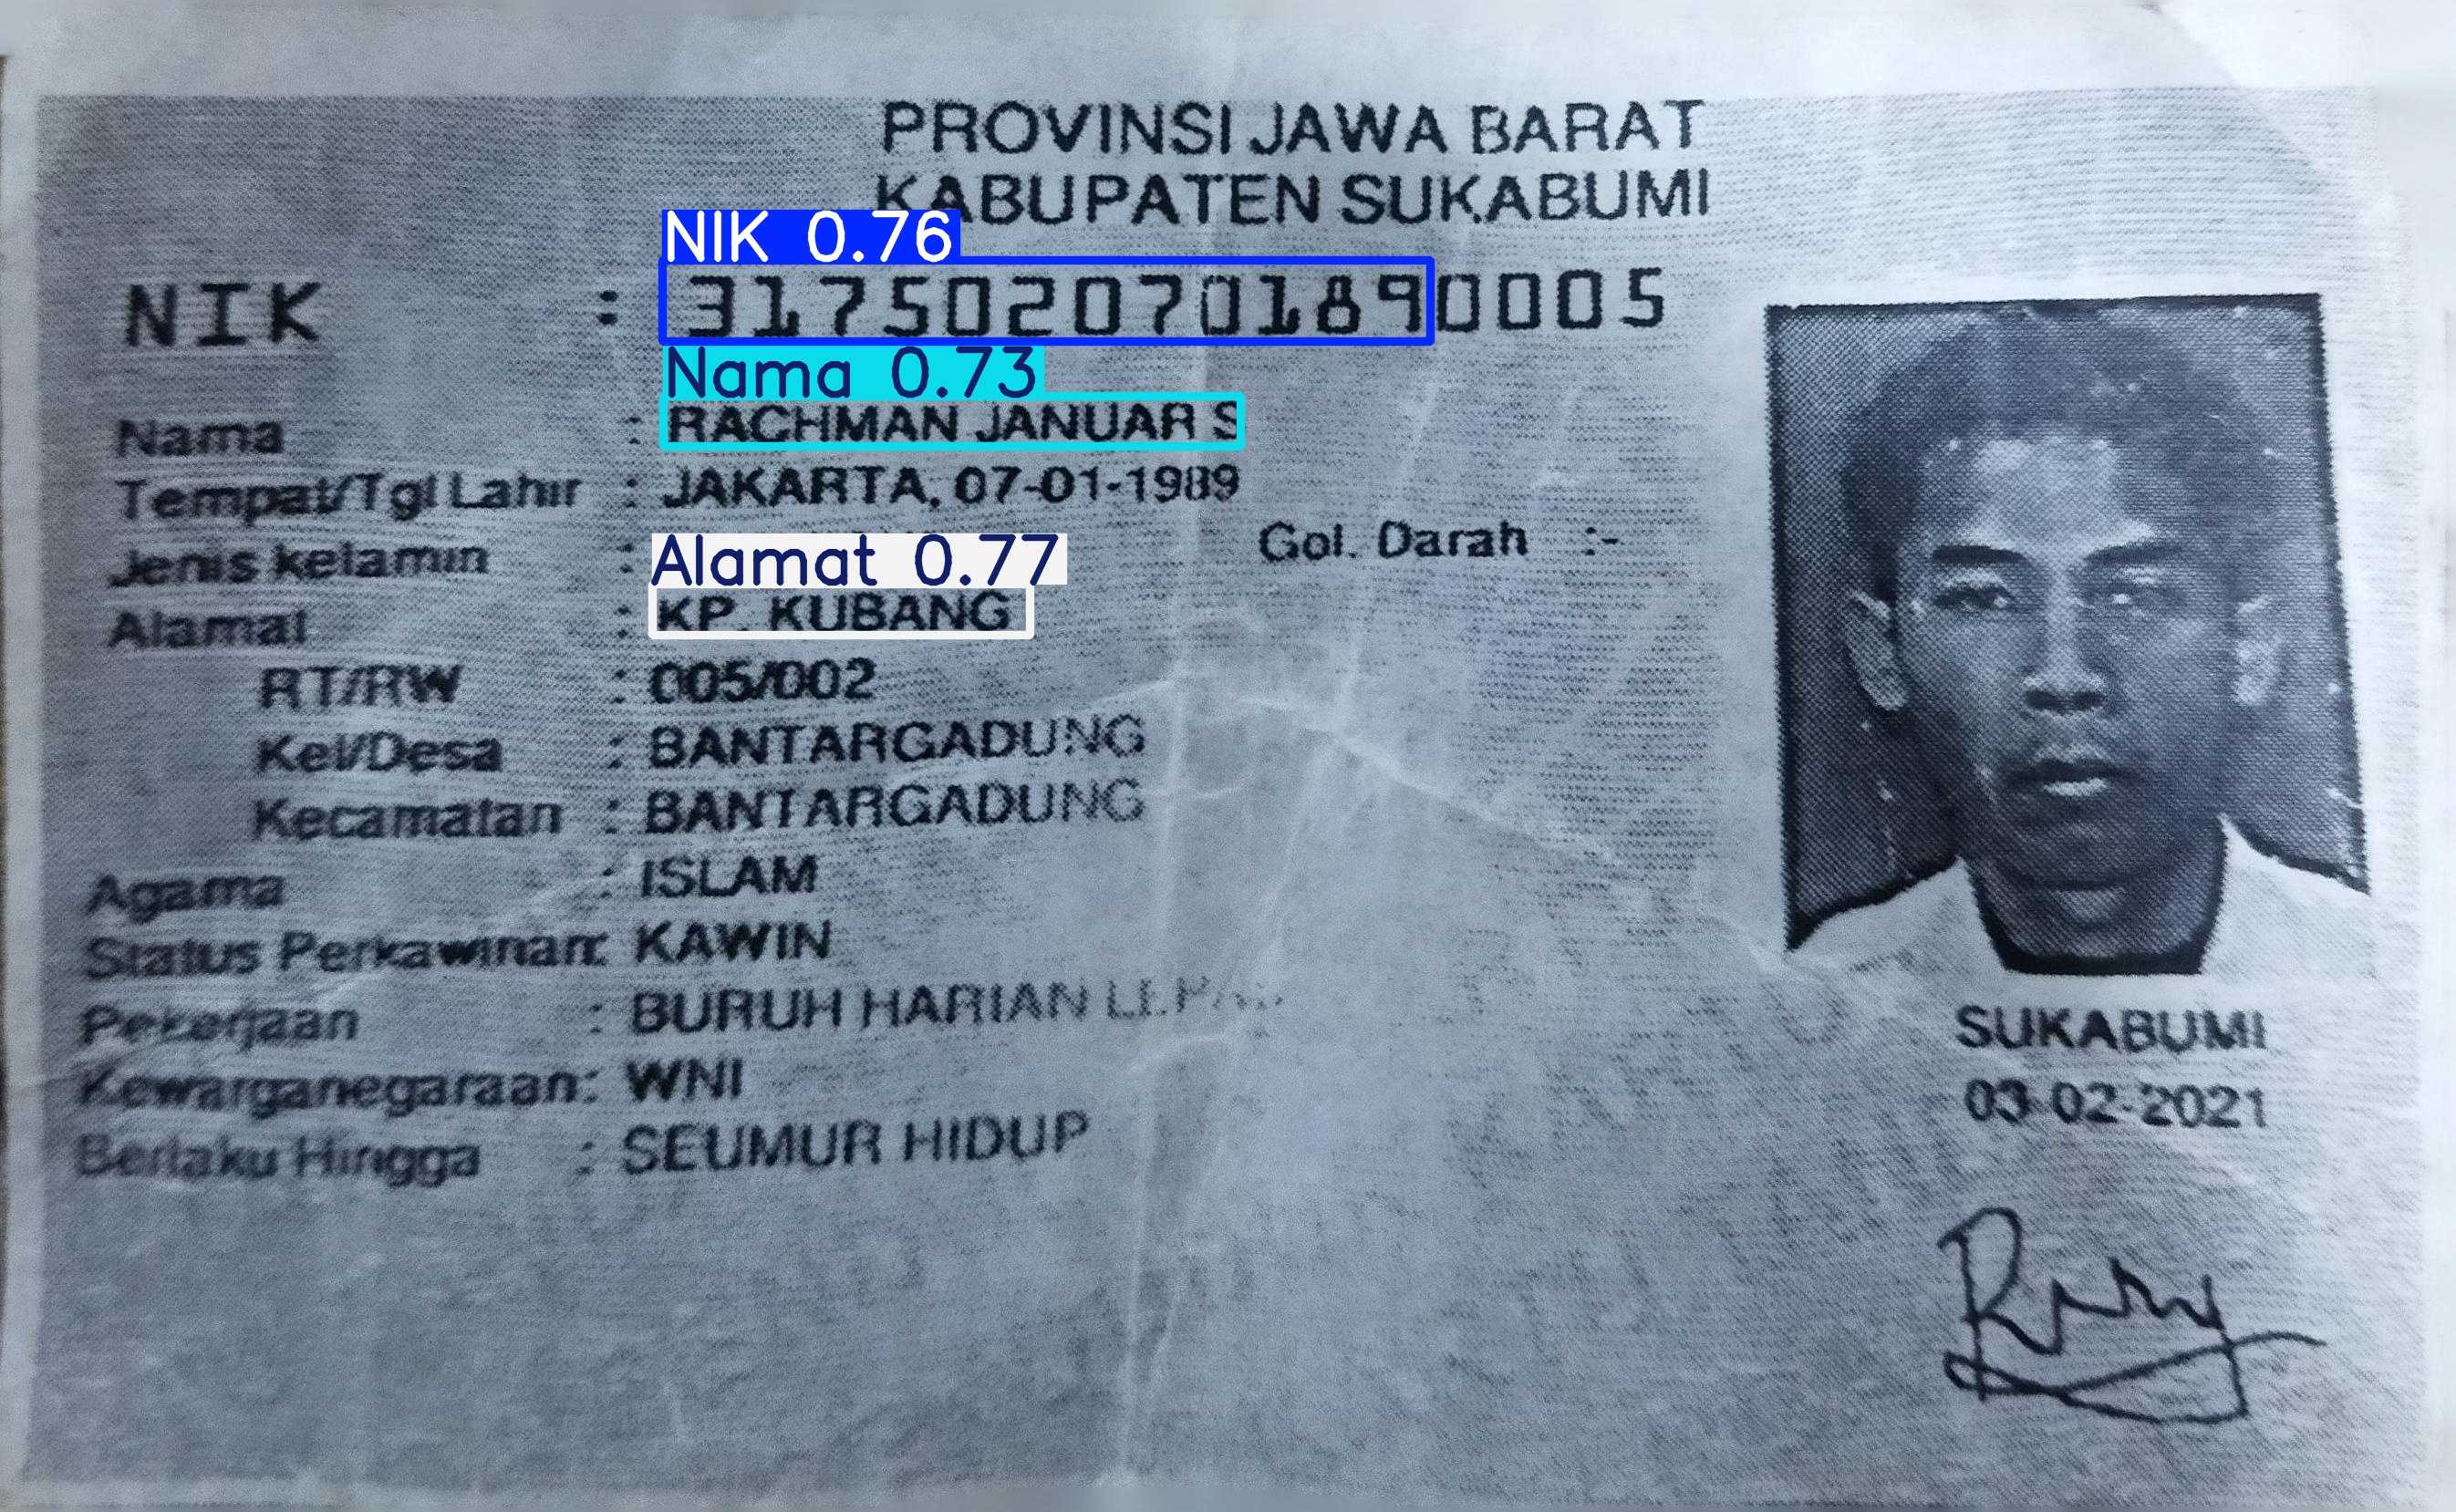 PROVINSI JAWA BARAT
KABUPATEN SUKABUMI
NIK 0.76
NIK : 3175020701890005
Nama 0.73
Nama : RACHMAN JANUAR S
Tempat/Tgl Lahir : JAKARTA, 07-01-1989
Jenis kelamin : Gol. Darah :-
Alamat 0.77
Alamat : KP. KUBANG
RT/RW : 005/002
Kel/Desa : BANTARGADUNG
Kecamatan : BANTARGADUNG
Agama : ISLAM
Status Perkawinan: KAWIN
Pekerjaan : BURUH HARIAN
Kewarganegaraan: WNI
Berlaku Hingga : SEUMUR HIDUP
SUKABUMI
03-02-2021